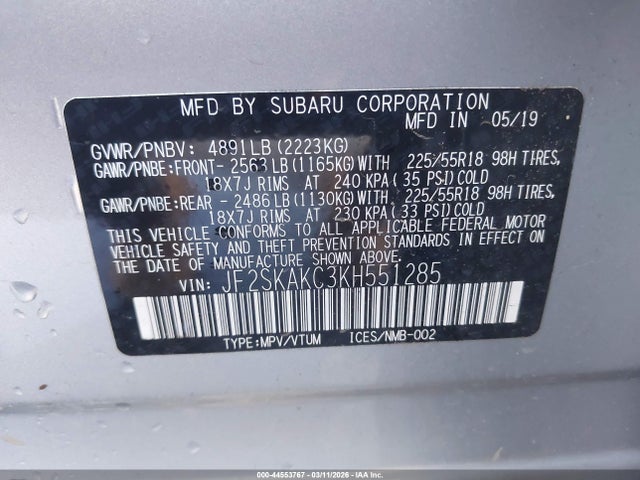 MFD BY SUBARU CORPORATION
MFD IN 05/19
GVWR/PNBV: 4891LB (2223KG)
GAWR/PNBE:FRONT- 2563 LB (1165KG) WITH 225/55R18 98H TIRES,
18X7J RIMS AT 240 KPA (35 PSI) COLD
GAWR/PNBE:REAR - 2486 LB (1130KG) WITH 225/55R18 98H TIRES,
18X7J RIMS AT 230 KPA (33 PSI) COLD
THIS VEHICLE CONFORMS TO ALL APPLICABLE FEDERAL MOTOR
VEHICLE SAFETY AND THEFT PREVENTION STANDARDS IN EFFECT
ON THE DATE OF MANUFACTURE SHOWN ABOVE.
VIN: JF2SKAKC3KH551285
TYPE:MPV/VTUM ICES/NMB-002
000-44553767 - 03/11/2026 - IAAI.COM